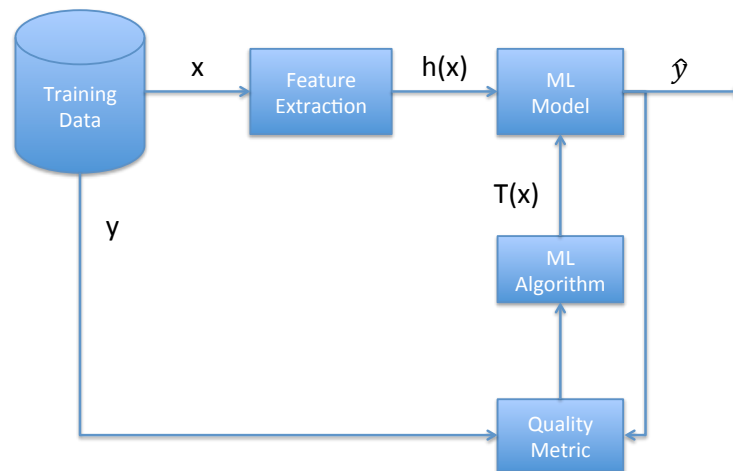 x
h(x)
ŷ
Training
Data
Feature
Extraction
ML
Model
T(x)
y
ML
Algorithm
Quality
Metric